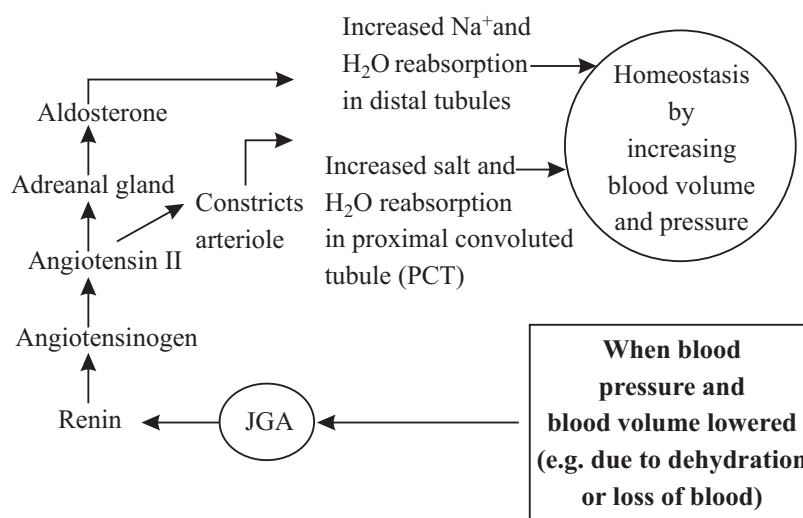 Increased Na⁺and
H₂O reabsorption
in distal tubules
Aldosterone
Adreanal gland
Angiotensin II
Angiotensinogen
Renin
Constricts
arteriole
Increased salt and
H₂O reabsorption
in proximal convoluted
tubule (PCT)
Homeostasis
by
increasing
blood volume
and pressure
JGA
When blood
pressure and
blood volume lowered
(e.g. due to dehydration
or loss of blood)